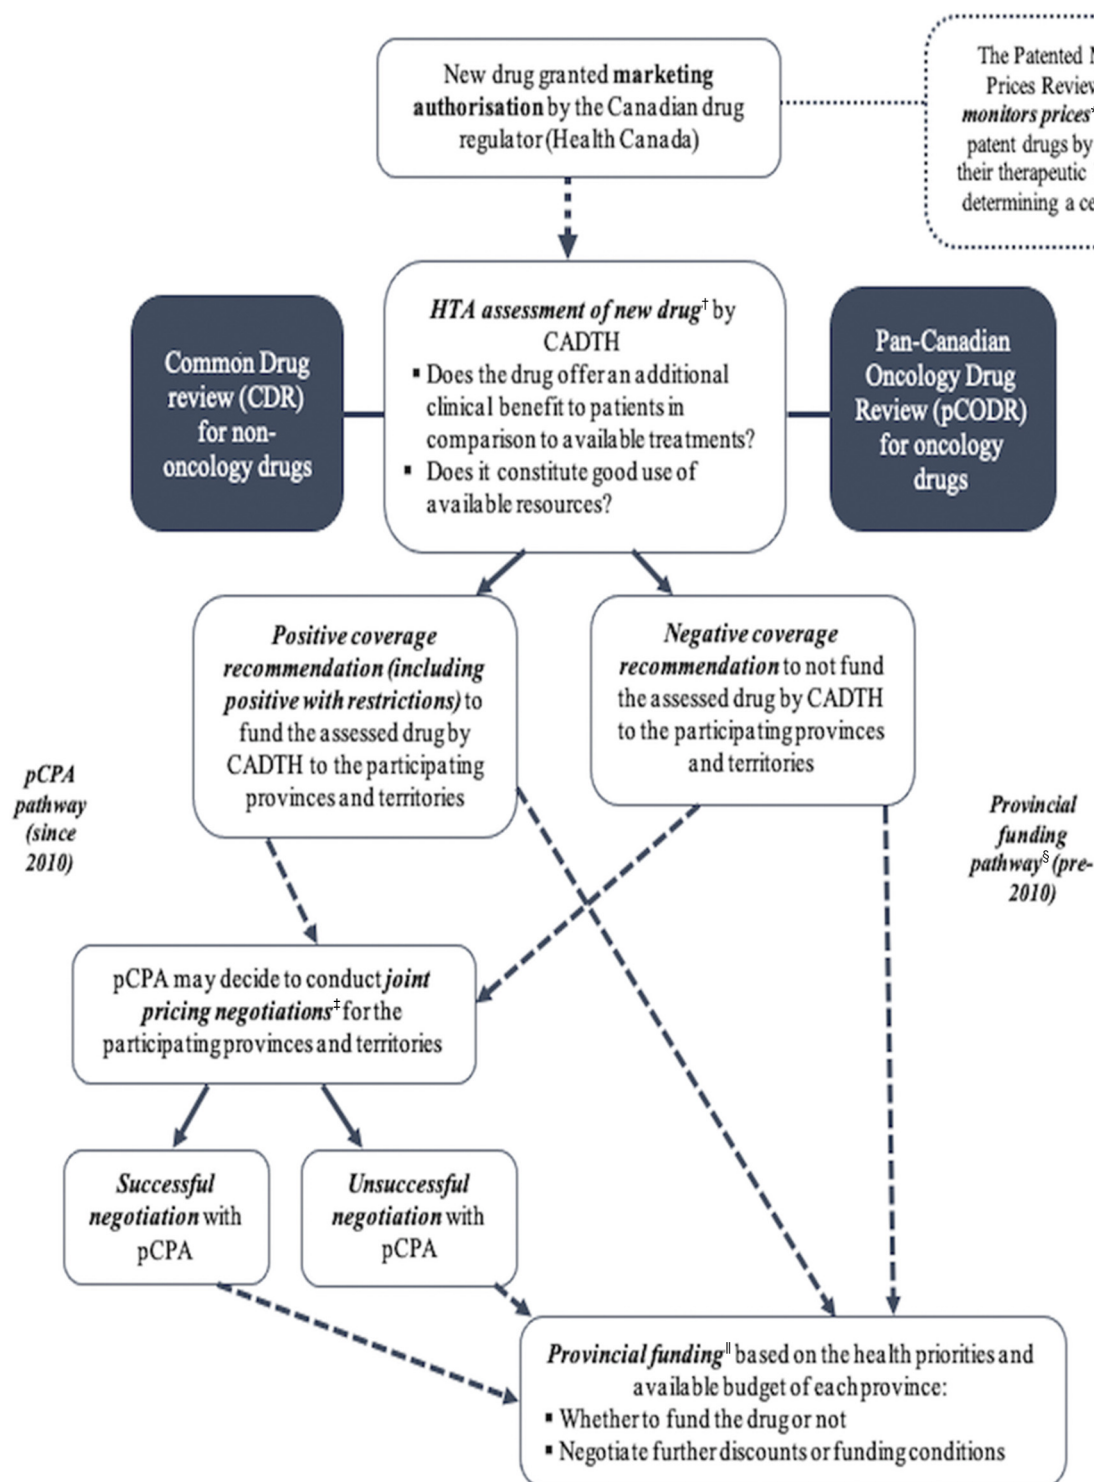 New drug granted marketing
authorisation by the Canadian drug
regulator (Health Canada)
The Patented
Prices Review
monitors prices*
patent drugs by
their therapeutic
determining a
HTA assessment of new drug† by
CADTH
▪ Does the drug offer an additional
clinical benefit to patients in
comparison to available treatments?
▪ Does it constitute good use of
available resources?
Common Drug
review (CDR)
for non-
oncology drugs
Pan-Canadian
Oncology Drug
Review (pCODR)
for oncology
drugs
Positive coverage
recommendation (including
positive with restrictions) to
fund the assessed drug by
CADTH to the participating
provinces and territories
Negative coverage
recommendation to not fund
the assessed drug by CADTH
to the participating provinces
and territories
pCPA
pathway
(since
2010)
Provincial
funding
pathway§ (pre-
2010)
pCPA may decide to conduct joint
pricing negotiations‡ for the
participating provinces and territories
Successful
negotiation with
pCPA
Unsuccessful
negotiation with
pCPA
Provincial funding‖ based on the health priorities and
available budget of each province:
▪ Whether to fund the drug or not
▪ Negotiate further discounts or funding conditions